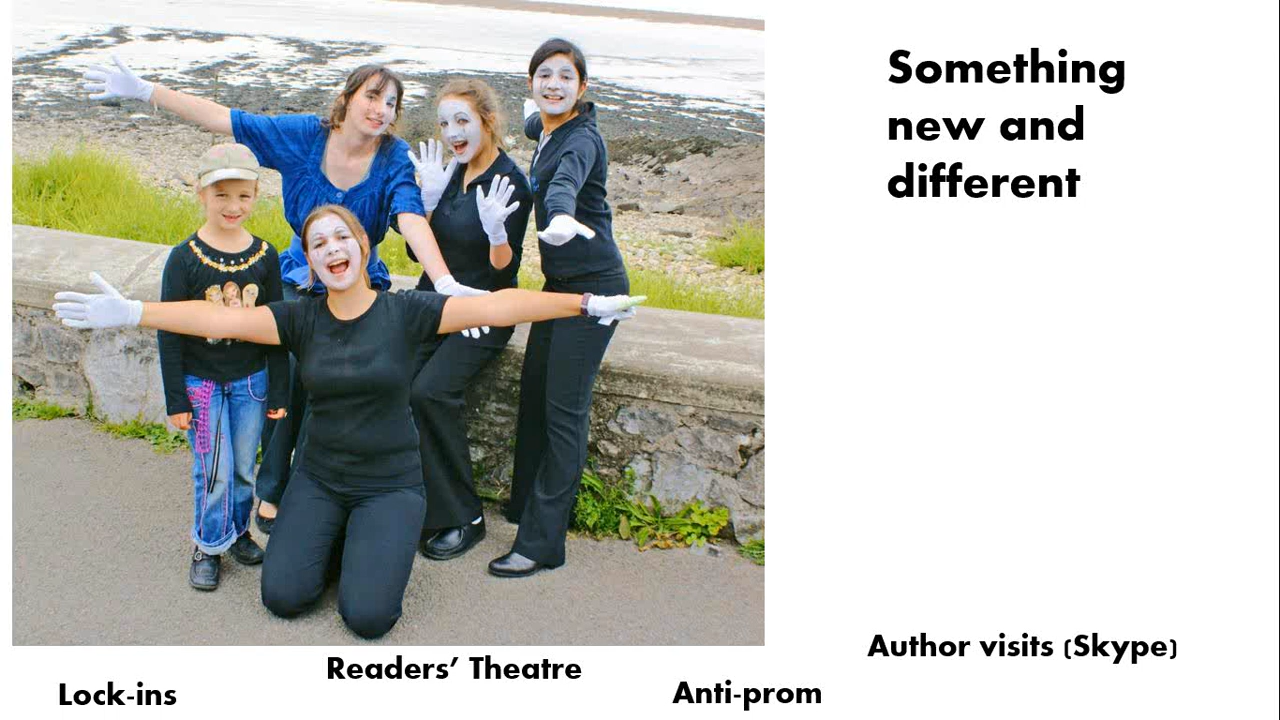 Something
new and
different
Author visits (Skype)
Readers’ Theatre
Lock-ins
Anti-prom